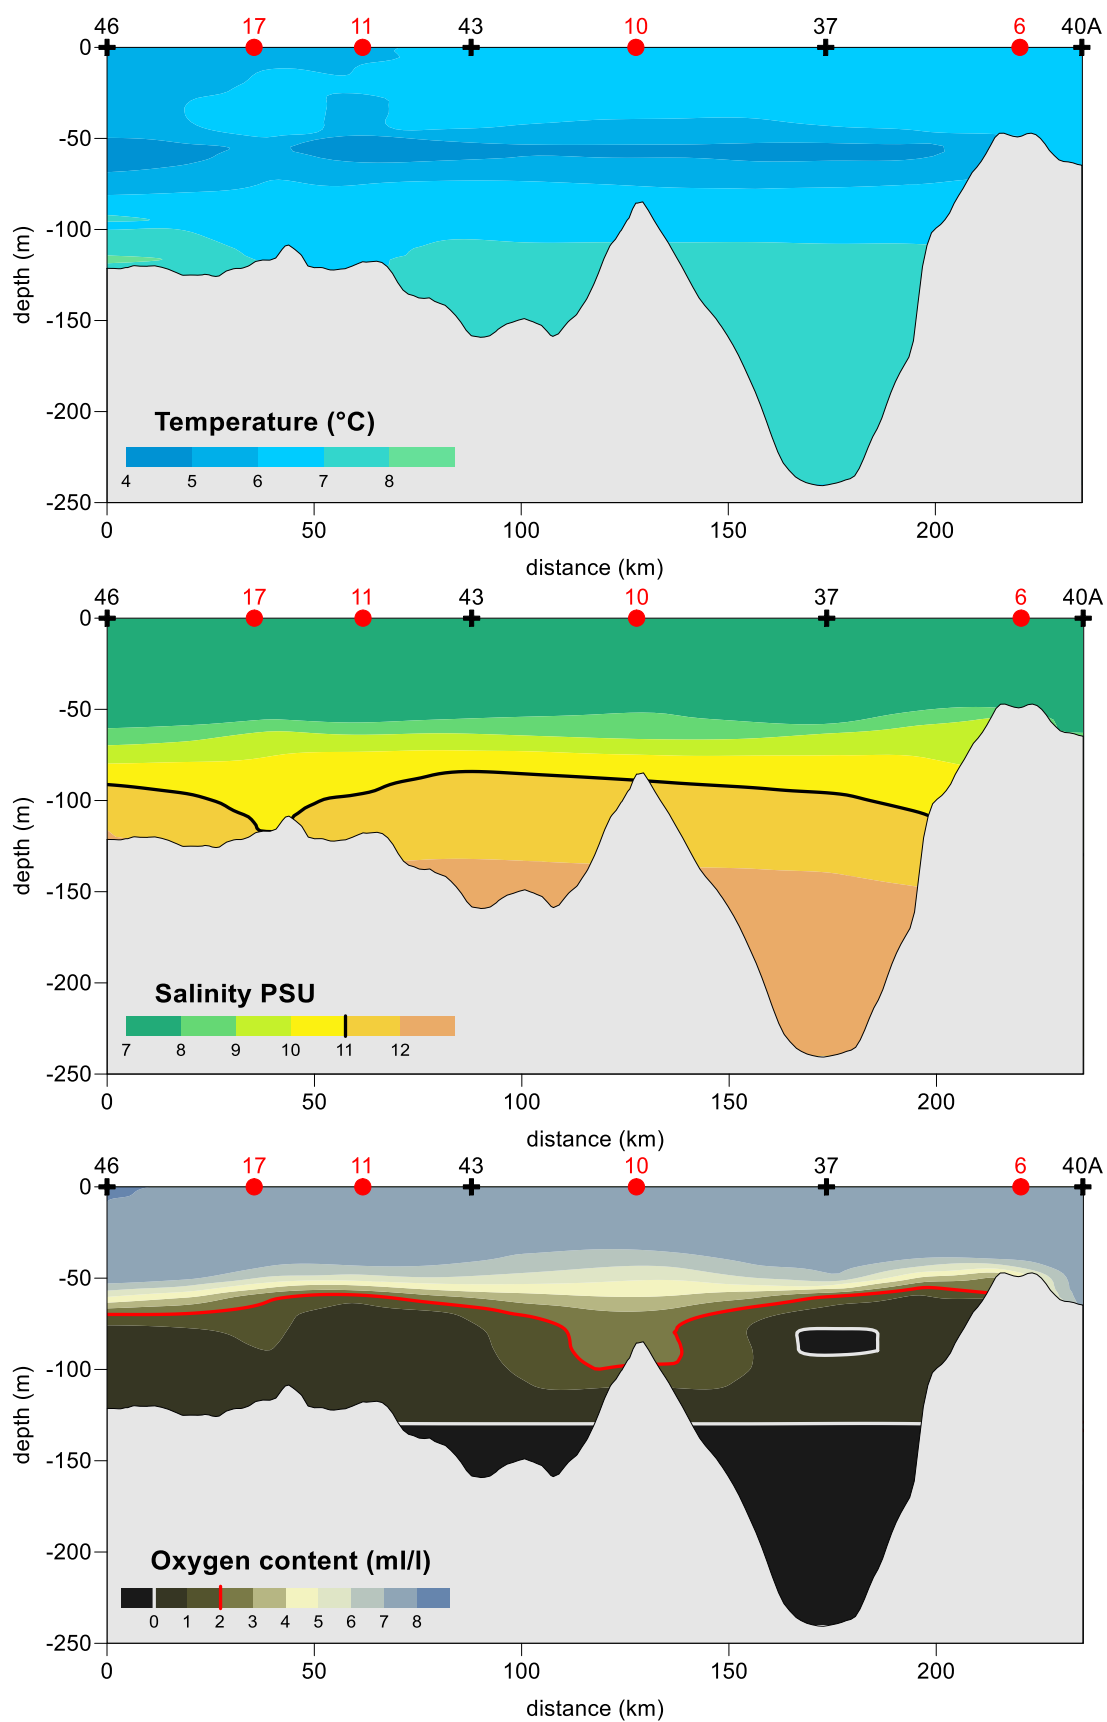 46 17 11 43 10 37 6 40A
0
-50
-100
-150
-200
-250
depth (m)
Temperature (°C)
4 5 6 7 8
0 50 100 150 200
distance (km)
46 17 11 43 10 37 6 40A
0
-50
-100
-150
-200
-250
depth (m)
Salinity PSU
7 8 9 10 11 12
0 50 100 150 200
distance (km)
46 17 11 43 10 37 6 40A
0
-50
-100
-150
-200
-250
depth (m)
Oxygen content (ml/l)
0 1 2 3 4 5 6 7 8
0 50 100 150 200
distance (km)